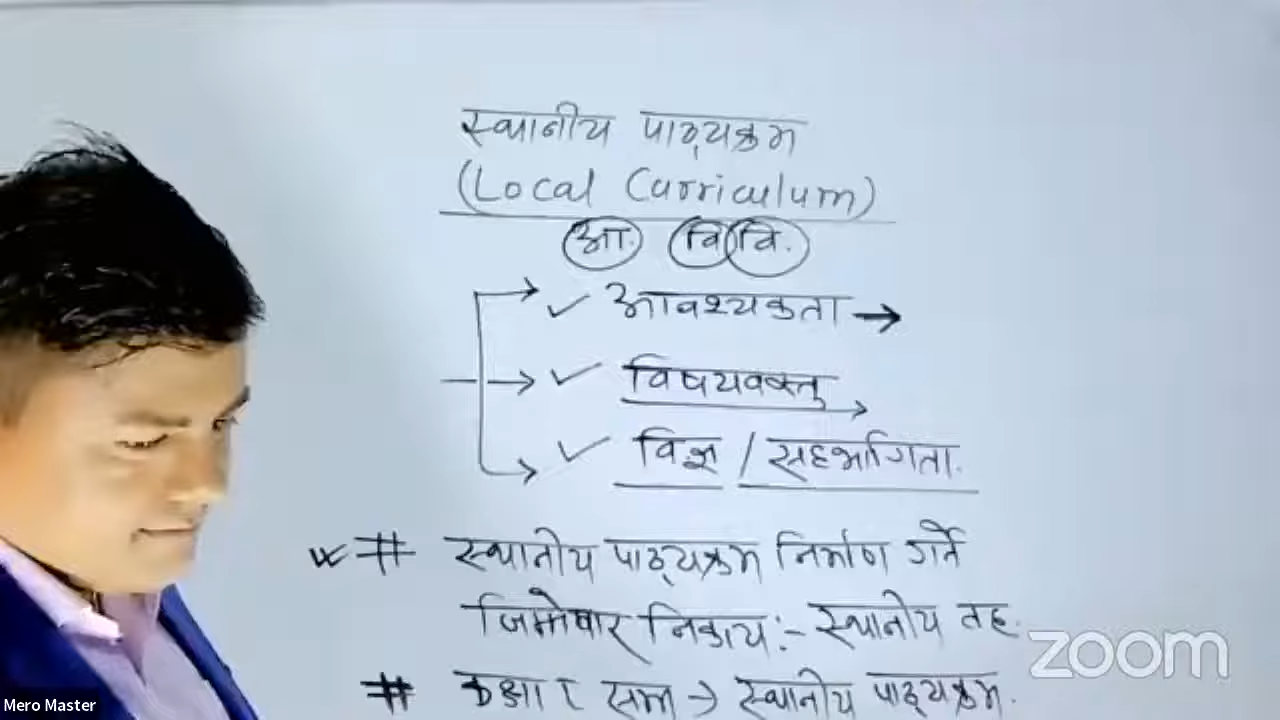 स्थानीय पाठ्यक्रम
(Local Curriculum)
आ. वि वि.
आवश्यकता →
विषयवस्तु
विज्ञ / सहभागिता.
# स्थानीय पाठ्यक्रम निर्माण गर्ने
जिम्मेवार निकाय :- स्थानीय तह.
# कक्षा ८ सम्म → स्थानीय पाठ्यक्रम.
zoom
Mero Master